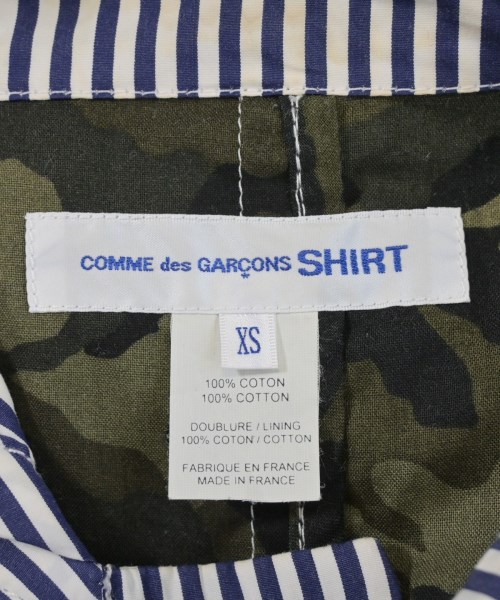 COMME des GARÇONS SHIRT
XS
100% COTON
100% COTTON
DOUBLURE / LINING
100% COTON / COTTON
FABRIQUE EN FRANCE
MADE IN FRANCE